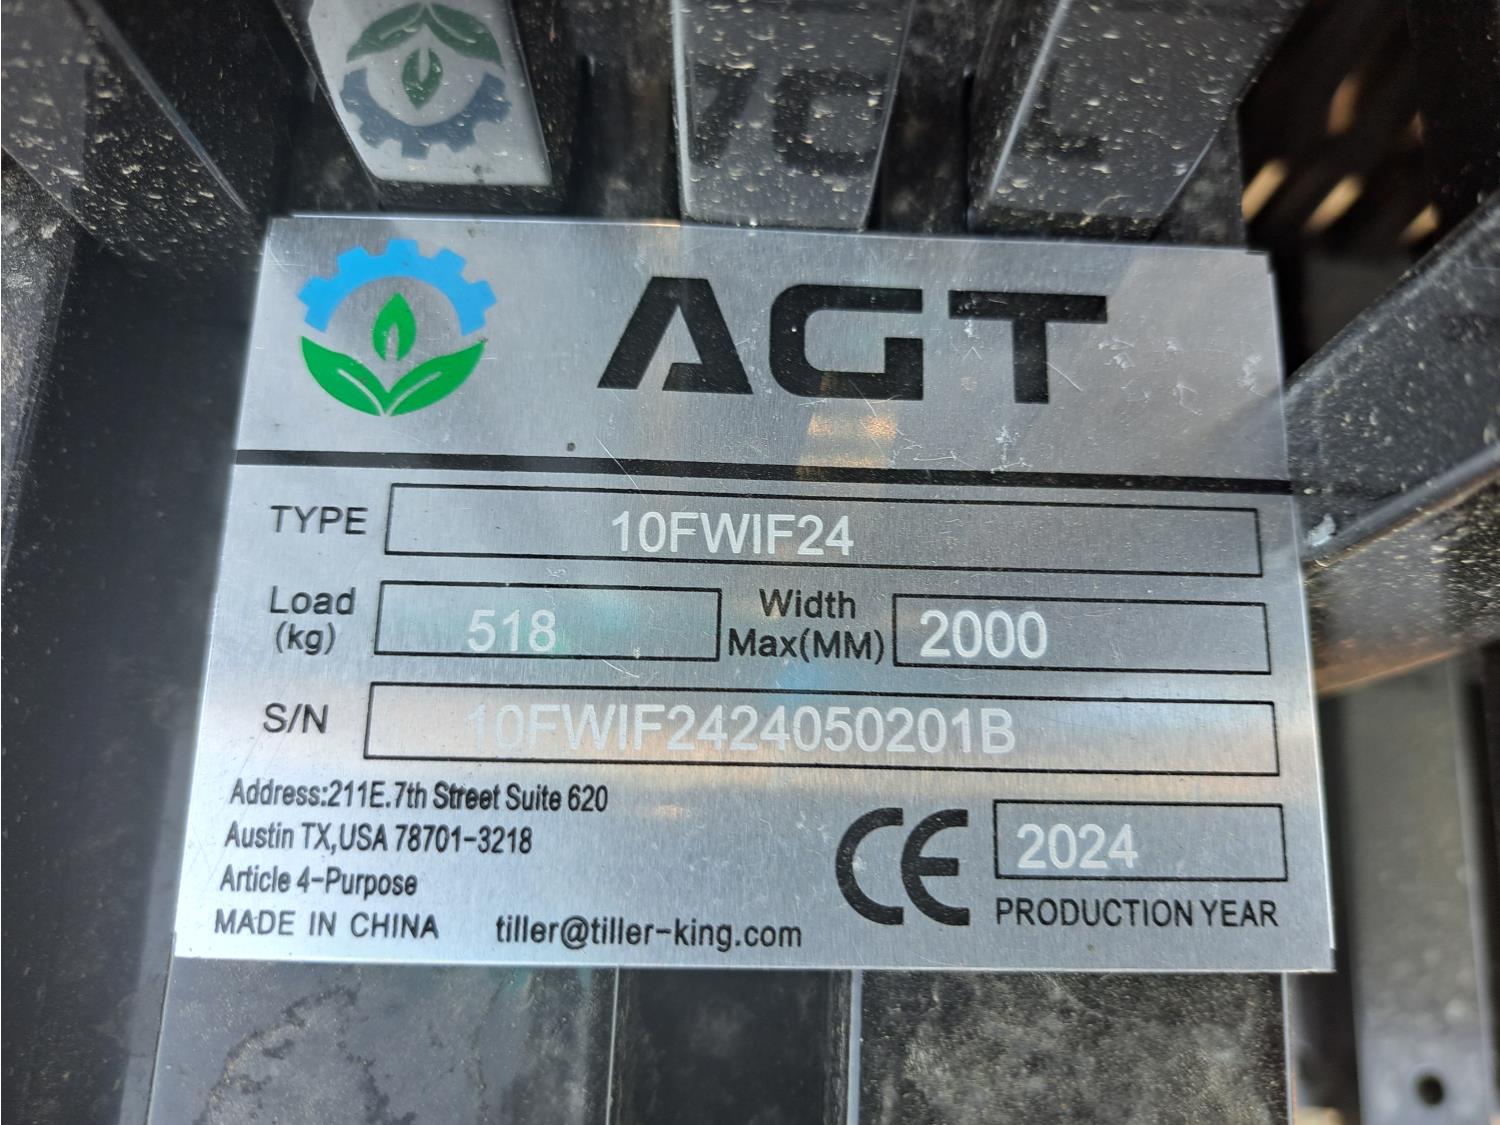 AGT
TYPE 10FWIF24
Load (kg) 518 Width Max(MM) 2000
S/N 10FWIF2424050201B
Address:211E.7th Street Suite 620
Austin TX,USA 78701-3218
Article 4-Purpose
MADE IN CHINA tiller@tiller-king.com
CE 2024
PRODUCTION YEAR